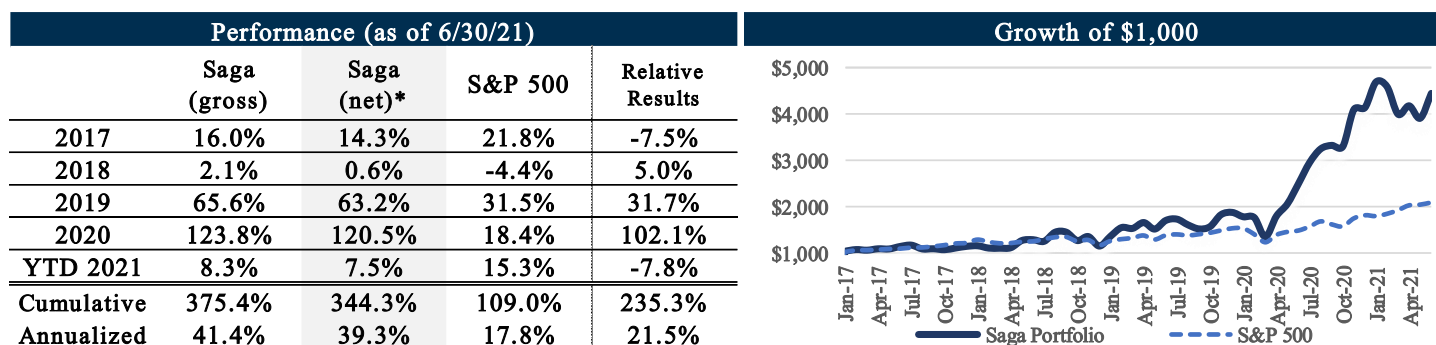 Performance (as of 6/30/21)
Saga (gross) Saga (net)* S&P 500 Relative Results
2017 16.0% 14.3% 21.8% -7.5%
2018 2.1% 0.6% -4.4% 5.0%
2019 65.6% 63.2% 31.5% 31.7%
2020 123.8% 120.5% 18.4% 102.1%
YTD 2021 8.3% 7.5% 15.3% -7.8%
Cumulative 375.4% 344.3% 109.0% 235.3%
Annualized 41.4% 39.3% 17.8% 21.5%
Growth of $1,000
$5,000
$4,000
$3,000
$2,000
$1,000
Jan-17 Apr-17 Jul-17 Oct-17 Jan-18 Apr-18 Jul-18 Oct-18 Jan-19 Apr-19 Jul-19 Oct-19 Jan-20 Apr-20 Jul-20 Oct-20 Jan-21 Apr-21
Saga Portfolio S&P 500